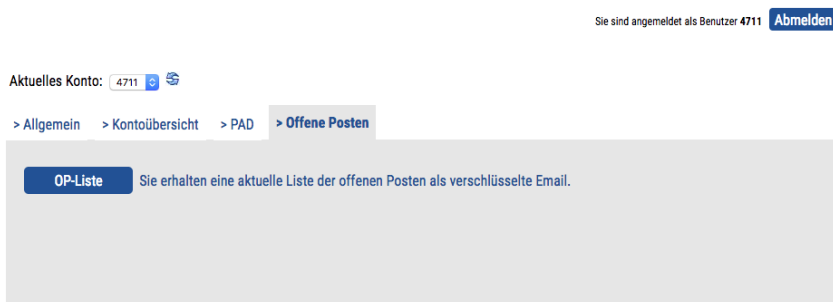 Sie sind angemeldet als Benutzer 4711 Abmelden
Aktuelles Konto: 4711
> Allgemein > Kontoübersicht > PAD > Offene Posten
OP-Liste Sie erhalten eine aktuelle Liste der offenen Posten als verschlüsselte Email.